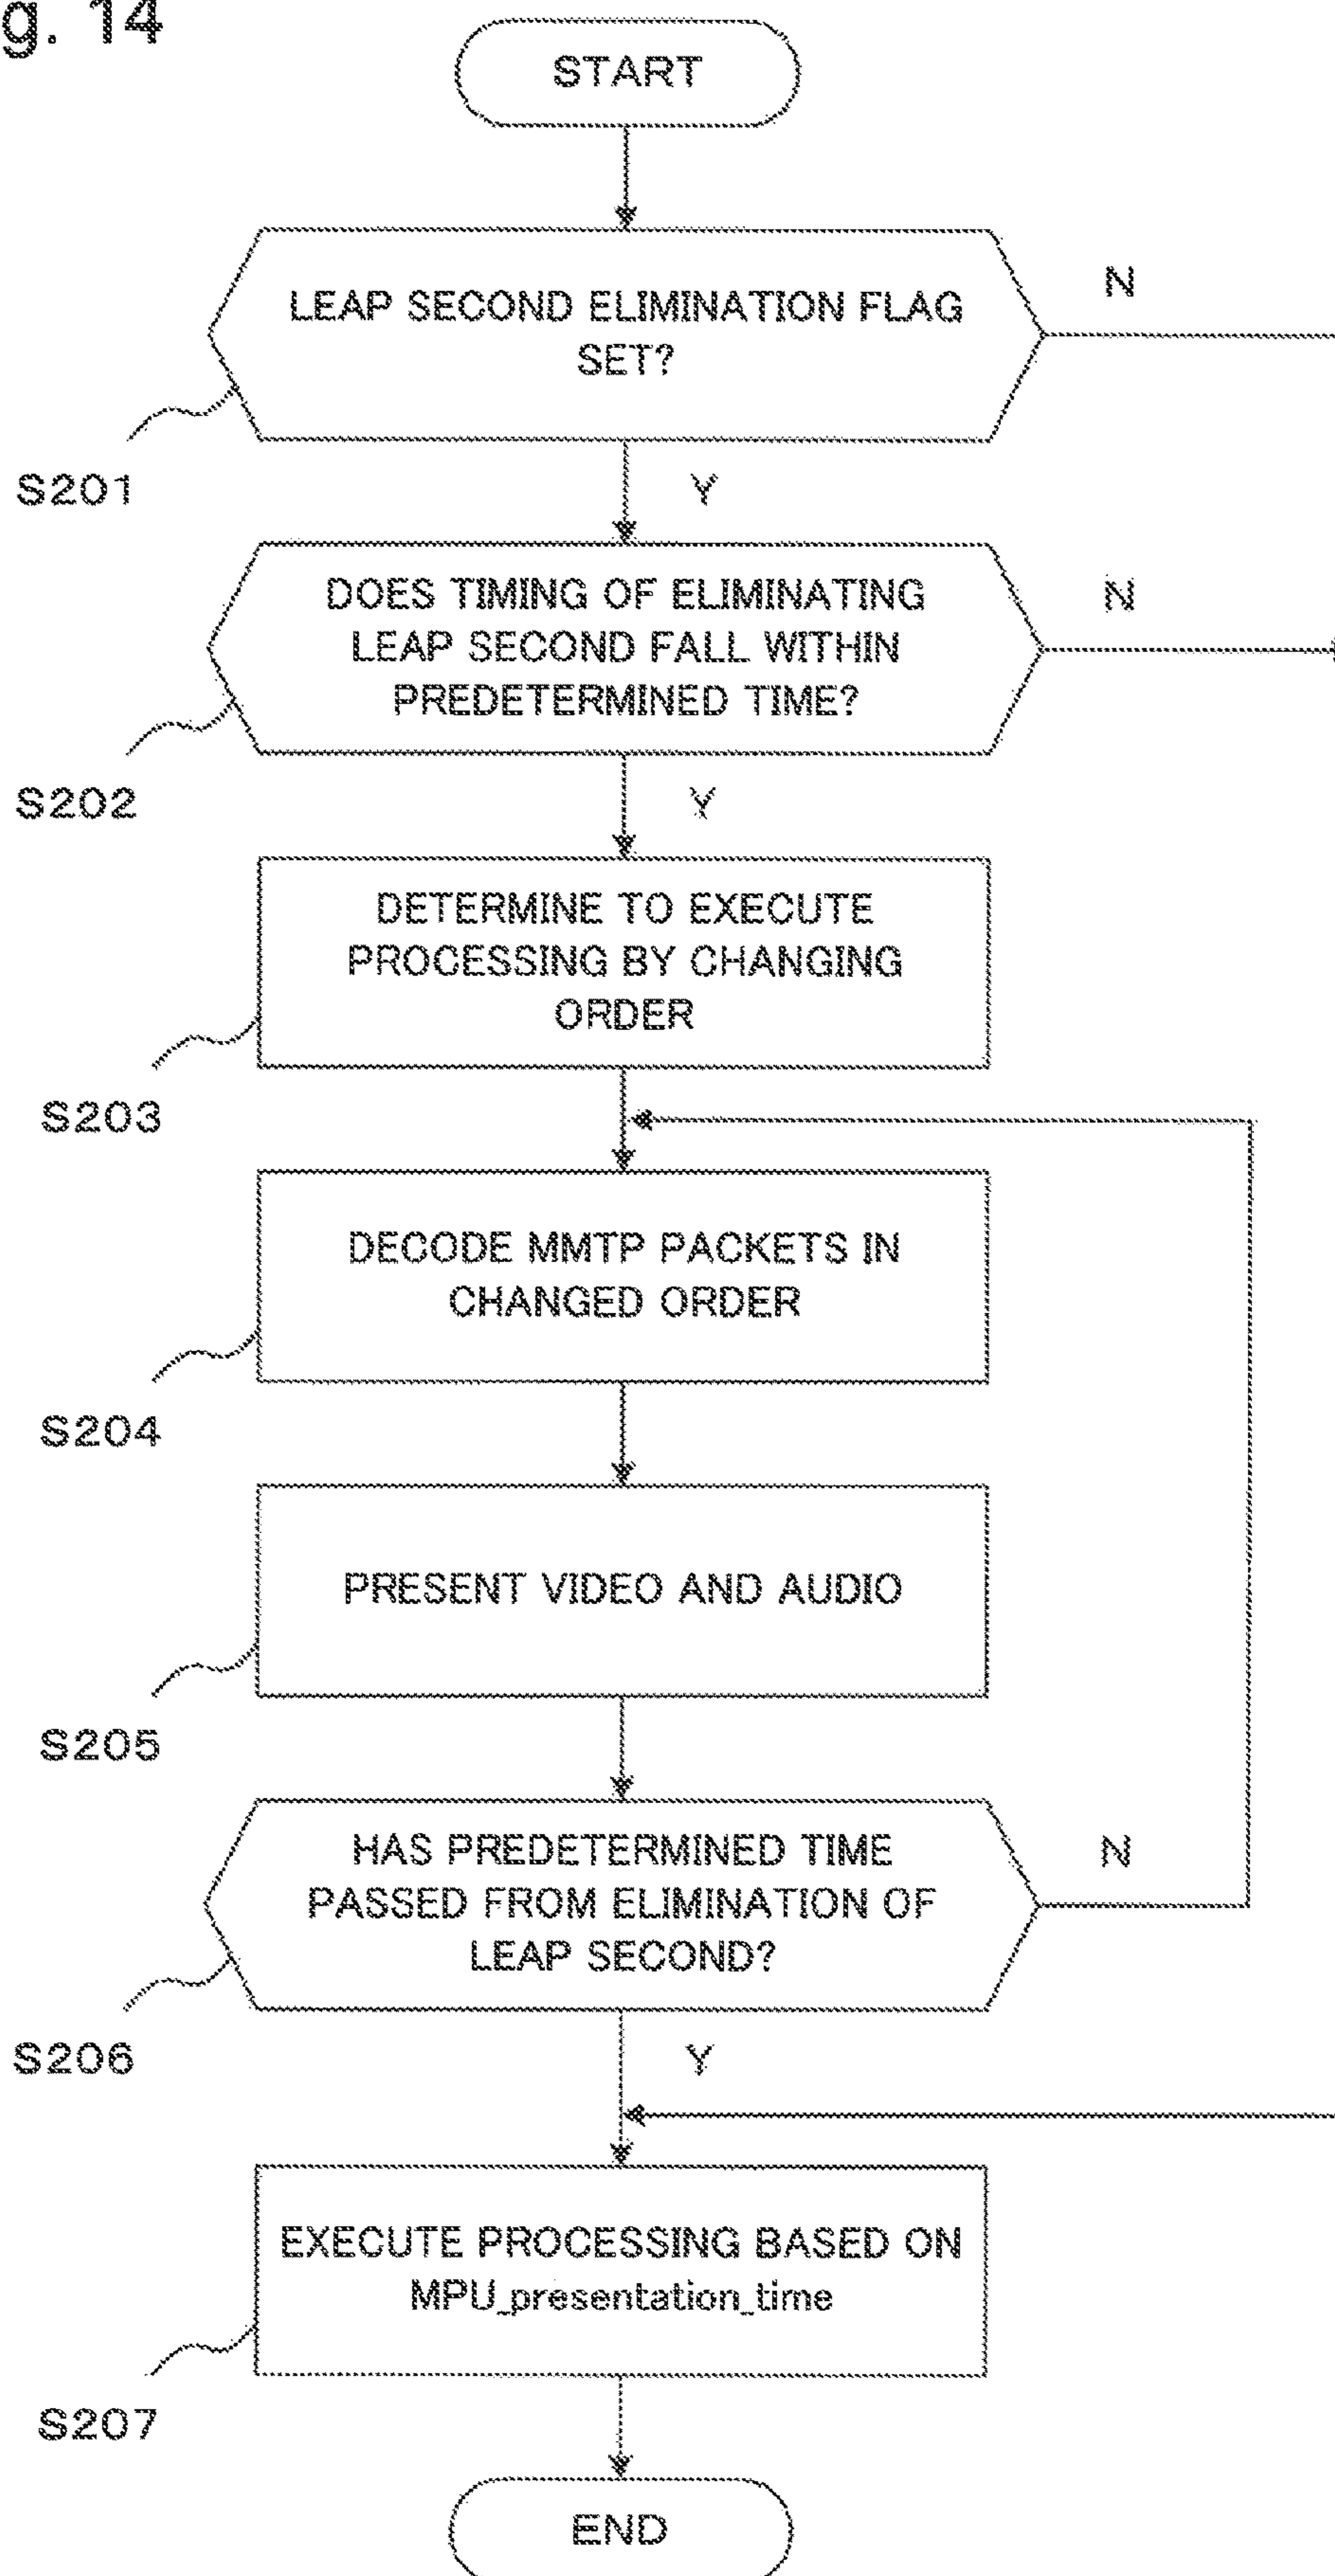 g. 14
START
LEAP SECOND ELIMINATION FLAG
SET?
N
S201
Y
DOES TIMING OF ELIMINATING
LEAP SECOND FALL WITHIN
PREDETERMINED TIME?
N
S202
Y
DETERMINE TO EXECUTE
PROCESSING BY CHANGING
ORDER
S203
DECODE MMTP PACKETS IN
CHANGED ORDER
S204
PRESENT VIDEO AND AUDIO
S205
HAS PREDETERMINED TIME
PASSED FROM ELIMINATION OF
LEAP SECOND?
N
S206
Y
EXECUTE PROCESSING BASED ON
MPU_presentation_time
S207
END